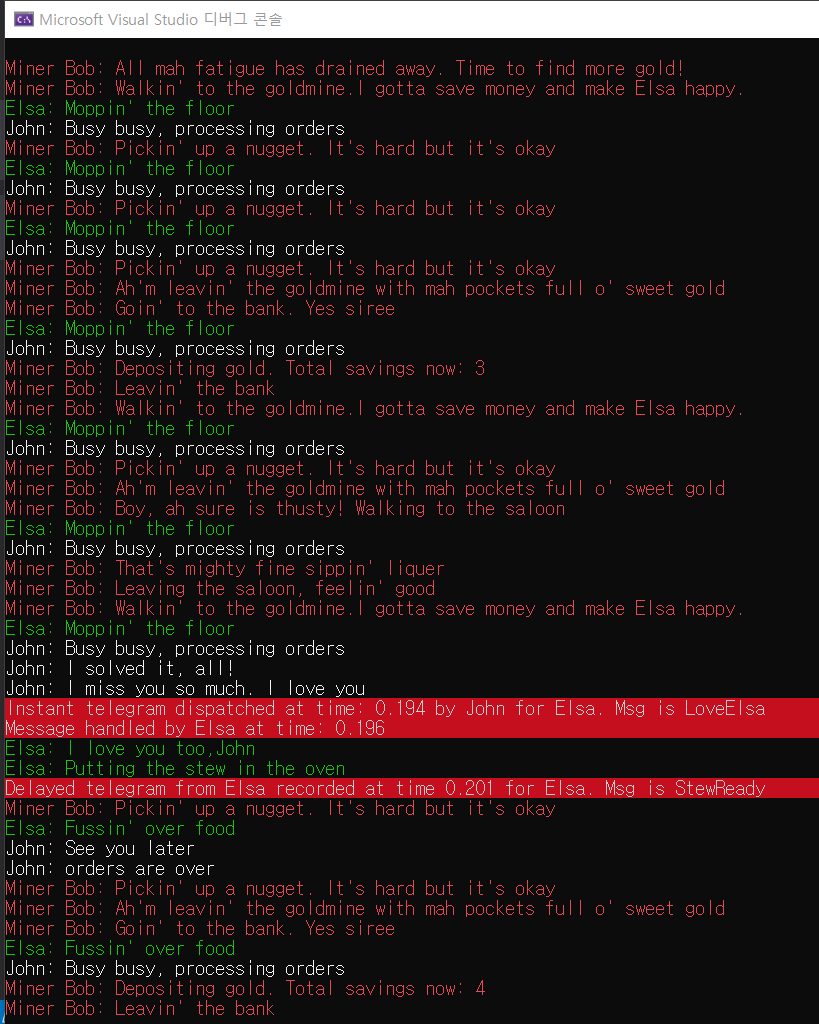 Microsoft Visual Studio 디버그 콘솔
Miner Bob: All mah fatigue has drained away. Time to find more gold!
Miner Bob: Walkin' to the goldmine.I gotta save money and make Elsa happy.
Elsa: Moppin' the floor
John: Busy busy, processing orders
Miner Bob: Pickin' up a nugget. It's hard but it's okay
Elsa: Moppin' the floor
John: Busy busy, processing orders
Miner Bob: Pickin' up a nugget. It's hard but it's okay
Elsa: Moppin' the floor
John: Busy busy, processing orders
Miner Bob: Pickin' up a nugget. It's hard but it's okay
Miner Bob: Ah'm leavin' the goldmine with mah pockets full o' sweet gold
Miner Bob: Goin' to the bank. Yes siree
Elsa: Moppin' the floor
John: Busy busy, processing orders
Miner Bob: Depositing gold. Total savings now: 3
Miner Bob: Leavin' the bank
Miner Bob: Walkin' to the goldmine.I gotta save money and make Elsa happy.
Elsa: Moppin' the floor
John: Busy busy, processing orders
Miner Bob: Pickin' up a nugget. It's hard but it's okay
Miner Bob: Ah'm leavin' the goldmine with mah pockets full o' sweet gold
Miner Bob: Boy, ah sure is thusty! Walking to the saloon
Elsa: Moppin' the floor
John: Busy busy, processing orders
Miner Bob: That's mighty fine sippin' liquer
Miner Bob: Leaving the saloon, feelin' good
Miner Bob: Walkin' to the goldmine.I gotta save money and make Elsa happy.
Elsa: Moppin' the floor
John: Busy busy, processing orders
John: I solved it, all!
John: I miss you so much. I love you
Instant telegram dispatched at time: 0.194 by John for Elsa. Msg is LoveElsa
Message handled by Elsa at time: 0.196
Elsa: I love you too,John
Elsa: Putting the stew in the oven
Delayed telegram from Elsa recorded at time 0.201 for Elsa. Msg is StewReady
Miner Bob: Pickin' up a nugget. It's hard but it's okay
Elsa: Fussin' over food
John: See you later
John: orders are over
Miner Bob: Pickin' up a nugget. It's hard but it's okay
Miner Bob: Ah'm leavin' the goldmine with mah pockets full o' sweet gold
Miner Bob: Goin' to the bank. Yes siree
Elsa: Fussin' over food
John: Busy busy, processing orders
Miner Bob: Depositing gold. Total savings now: 4
Miner Bob: Leavin' the bank